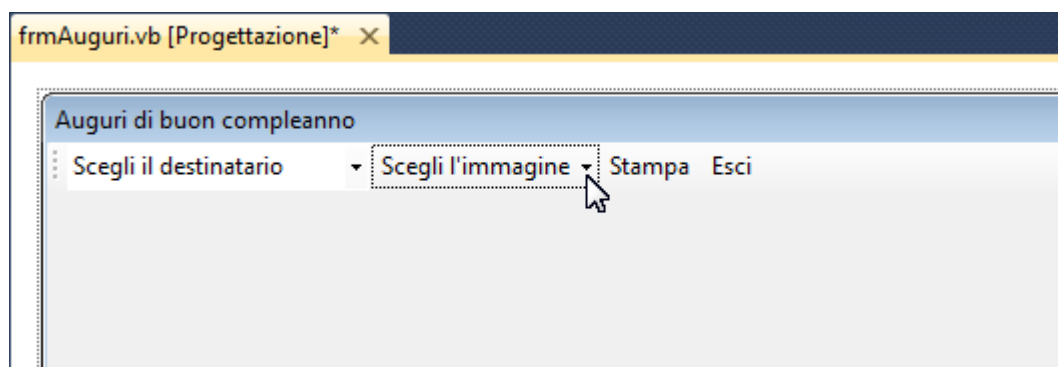 frmAuguri.vb [Progettazione]*
Auguri di buon compleanno
Scegli il destinatario Scegli l'immagine Stampa Esci